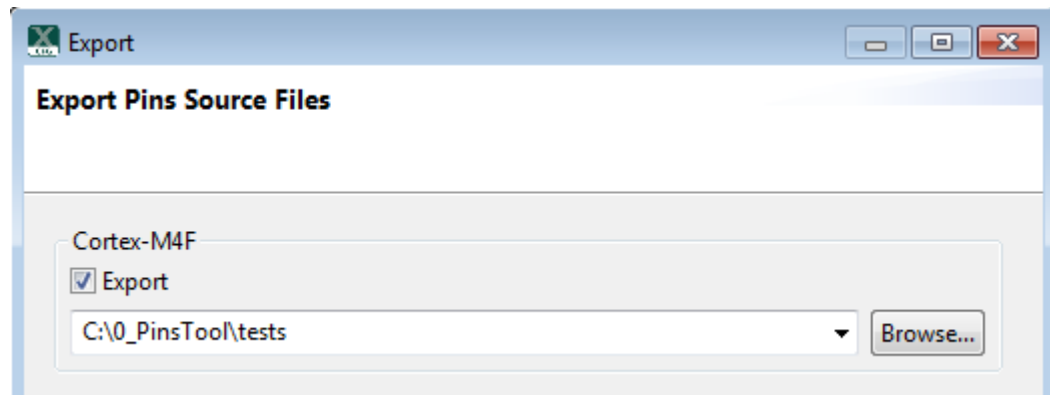 Export
Export Pins Source Files
Cortex-M4F
Export
C:\0_PinsTool\tests
Browse...